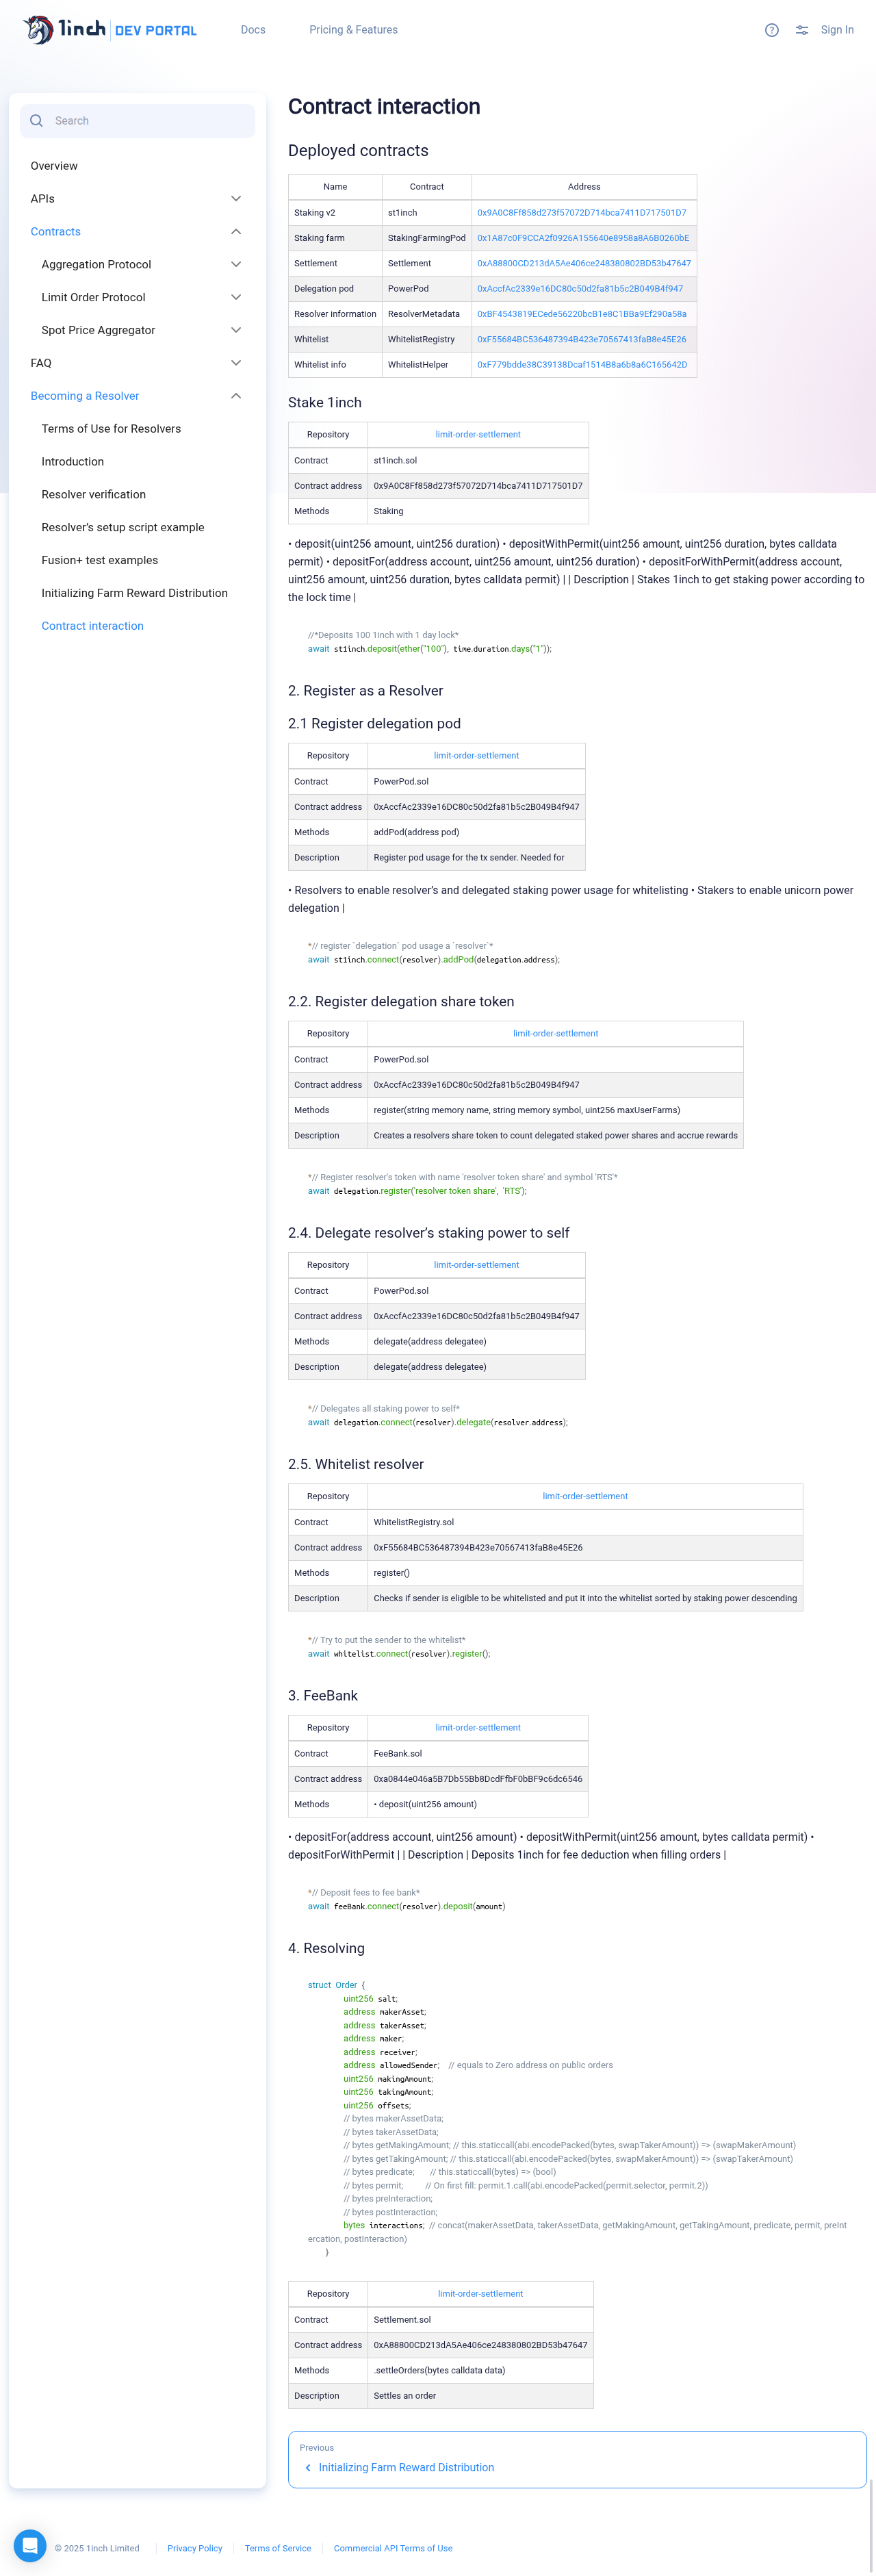 1inch DEV PORTAL
Docs
Pricing & Features
Sign In
Search
Overview
APIs
Contracts
Aggregation Protocol
Limit Order Protocol
Spot Price Aggregator
FAQ
Becoming a Resolver
Terms of Use for Resolvers
Introduction
Resolver verification
Resolver’s setup script example
Fusion+ test examples
Initializing Farm Reward Distribution
Contract interaction
Contract interaction
Deployed contracts
Name Contract Address
Staking v2 st1inch 0x9A0C8Ff858d273f57072D714bca7411D717501D7
Staking farm StakingFarmingPod 0x1A87c0F9CCA2f0926A155640e8958a8A6B0260bE
Settlement Settlement 0xA88800CD213dA5Ae406ce248380802BD53b47647
Delegation pod PowerPod 0xAccfAc2339e16DC80c50d2fa81b5c2B049B4f947
Resolver information ResolverMetadata 0xBF4543819ECede56220bcB1e8C1BBa9Ef290a58a
Whitelist WhitelistRegistry 0xF55684BC536487394B423e70567413faB8e45E26
Whitelist info WhitelistHelper 0xF779bdde38C39138Dcaf1514B8a6b8a6C165642D
Stake 1inch
Repository limit-order-settlement
Contract st1inch.sol
Contract address 0x9A0C8Ff858d273f57072D714bca7411D717501D7
Methods Staking
• deposit(uint256 amount, uint256 duration) • depositWithPermit(uint256 amount, uint256 duration, bytes calldata
permit) • depositFor(address account, uint256 amount, uint256 duration) • depositForWithPermit(address account,
uint256 amount, uint256 duration, bytes calldata permit) | | Description | Stakes 1inch to get staking power according to
the lock time |
//*Deposits 100 1inch with 1 day lock*
await st1inch.deposit(ether("100"), time.duration.days("1"));
2. Register as a Resolver
2.1 Register delegation pod
Repository limit-order-settlement
Contract PowerPod.sol
Contract address 0xAccfAc2339e16DC80c50d2fa81b5c2B049B4f947
Methods addPod(address pod)
Description Register pod usage for the tx sender. Needed for
• Resolvers to enable resolver’s and delegated staking power usage for whitelisting • Stakers to enable unicorn power
delegation |
*// register `delegation` pod usage a `resolver`*
await st1inch.connect(resolver).addPod(delegation.address);
2.2. Register delegation share token
Repository limit-order-settlement
Contract PowerPod.sol
Contract address 0xAccfAc2339e16DC80c50d2fa81b5c2B049B4f947
Methods register(string memory name, string memory symbol, uint256 maxUserFarms)
Description Creates a resolvers share token to count delegated staked power shares and accrue rewards
*// Register resolver's token with name 'resolver token share' and symbol 'RTS'*
await delegation.register('resolver token share', 'RTS');
2.4. Delegate resolver’s staking power to self
Repository limit-order-settlement
Contract PowerPod.sol
Contract address 0xAccfAc2339e16DC80c50d2fa81b5c2B049B4f947
Methods delegate(address delegatee)
Description delegate(address delegatee)
*// Delegates all staking power to self*
await delegation.connect(resolver).delegate(resolver.address);
2.5. Whitelist resolver
Repository limit-order-settlement
Contract WhitelistRegistry.sol
Contract address 0xF55684BC536487394B423e70567413faB8e45E26
Methods register()
Description Checks if sender is eligible to be whitelisted and put it into the whitelist sorted by staking power descending
*// Try to put the sender to the whitelist*
await whitelist.connect(resolver).register();
3. FeeBank
Repository limit-order-settlement
Contract FeeBank.sol
Contract address 0xa0844e046a5B7Db55Bb8DcdFfbF0bBF9c6dc6546
Methods • deposit(uint256 amount)
• depositFor(address account, uint256 amount) • depositWithPermit(uint256 amount, bytes calldata permit) •
depositForWithPermit | | Description | Deposits 1inch for fee deduction when filling orders |
*// Deposit fees to fee bank*
await feeBank.connect(resolver).deposit(amount)
4. Resolving
struct Order {
uint256 salt;
address makerAsset;
address takerAsset;
address maker;
address receiver;
address allowedSender; // equals to Zero address on public orders
uint256 makingAmount;
uint256 takingAmount;
uint256 offsets;
// bytes makerAssetData;
// bytes takerAssetData;
// bytes getMakingAmount; // this.staticcall(abi.encodePacked(bytes, swapTakerAmount)) => (swapMakerAmount)
// bytes getTakingAmount; // this.staticcall(abi.encodePacked(bytes, swapMakerAmount)) => (swapTakerAmount)
// bytes predicate; // this.staticcall(bytes) => (bool)
// bytes permit; // On first fill: permit.1.call(abi.encodePacked(permit.selector, permit.2))
// bytes preInteraction;
// bytes postInteraction;
bytes interactions; // concat(makerAssetData, takerAssetData, getMakingAmount, getTakingAmount, predicate, permit, preInt
ercation, postInteraction)
}
Repository limit-order-settlement
Contract Settlement.sol
Contract address 0xA88800CD213dA5Ae406ce248380802BD53b47647
Methods .settleOrders(bytes calldata data)
Description Settles an order
Previous
Initializing Farm Reward Distribution
© 2025 1inch Limited
Privacy Policy
Terms of Service
Commercial API Terms of Use